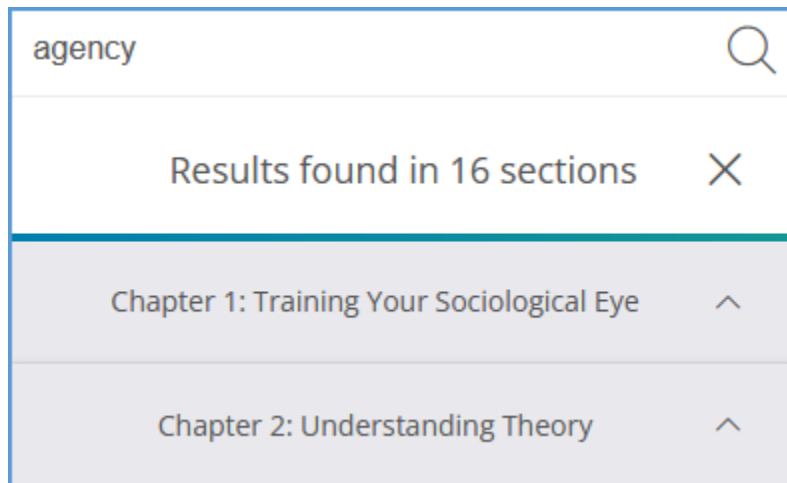 agency
Results found in 16 sections
Chapter 1: Training Your Sociological Eye
Chapter 2: Understanding Theory